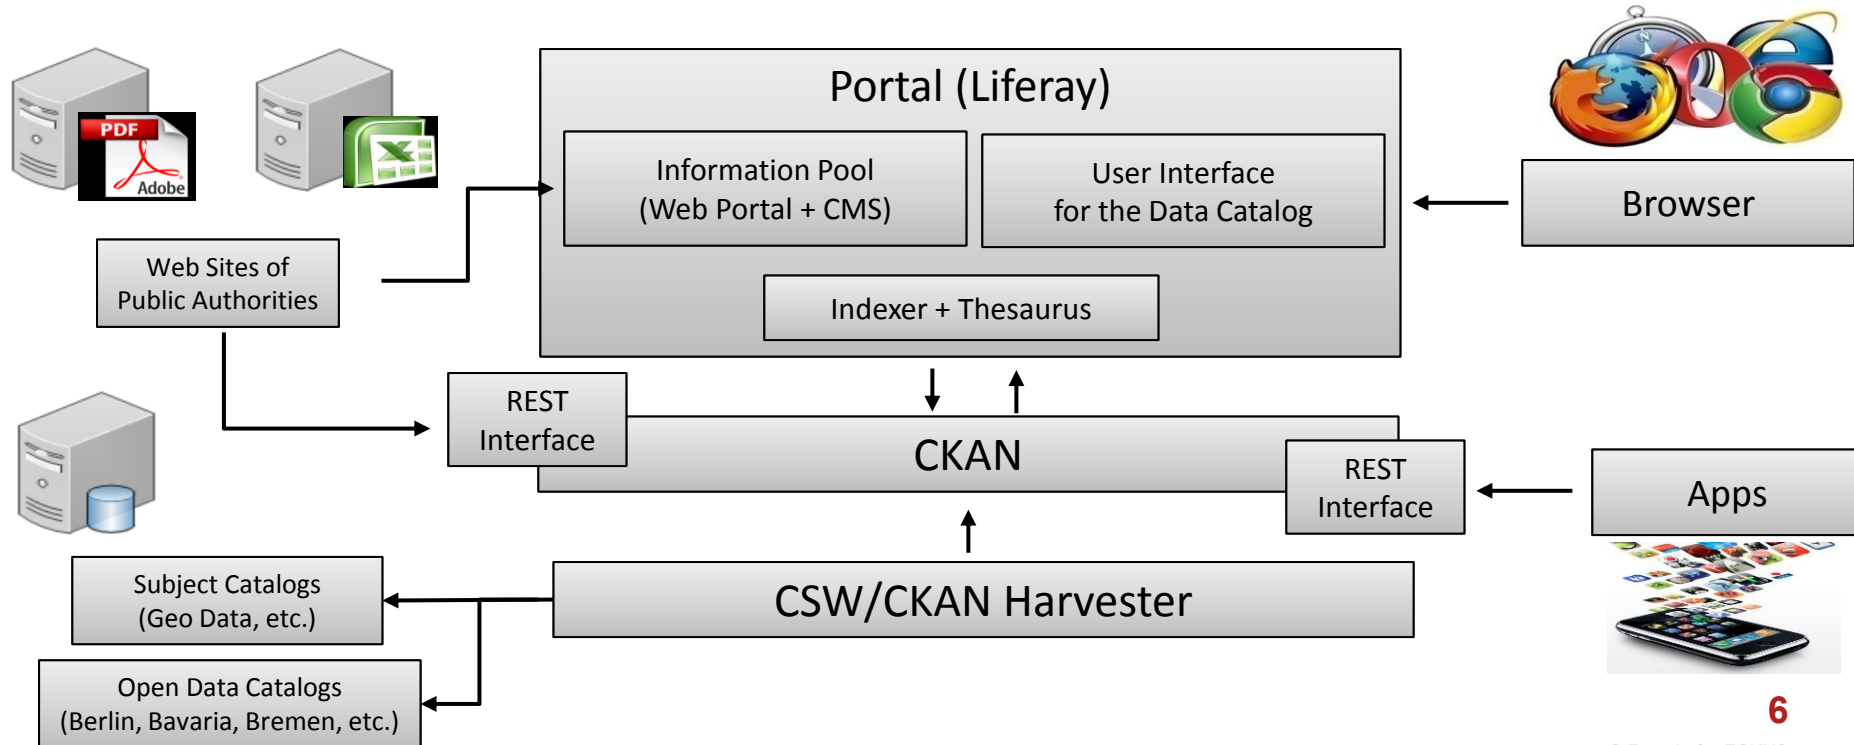 Portal (Liferay)
PDF
Adobe
Information Pool
(Web Portal + CMS)
User Interface
for the Data Catalog
Browser
Web Sites of
Public Authorities
Indexer + Thesaurus
REST
Interface
CKAN
REST
Interface
Apps
Subject Catalogs
(Geo Data, etc.)
CSW/CKAN Harvester
Open Data Catalogs
(Berlin, Bavaria, Bremen, etc.)
6